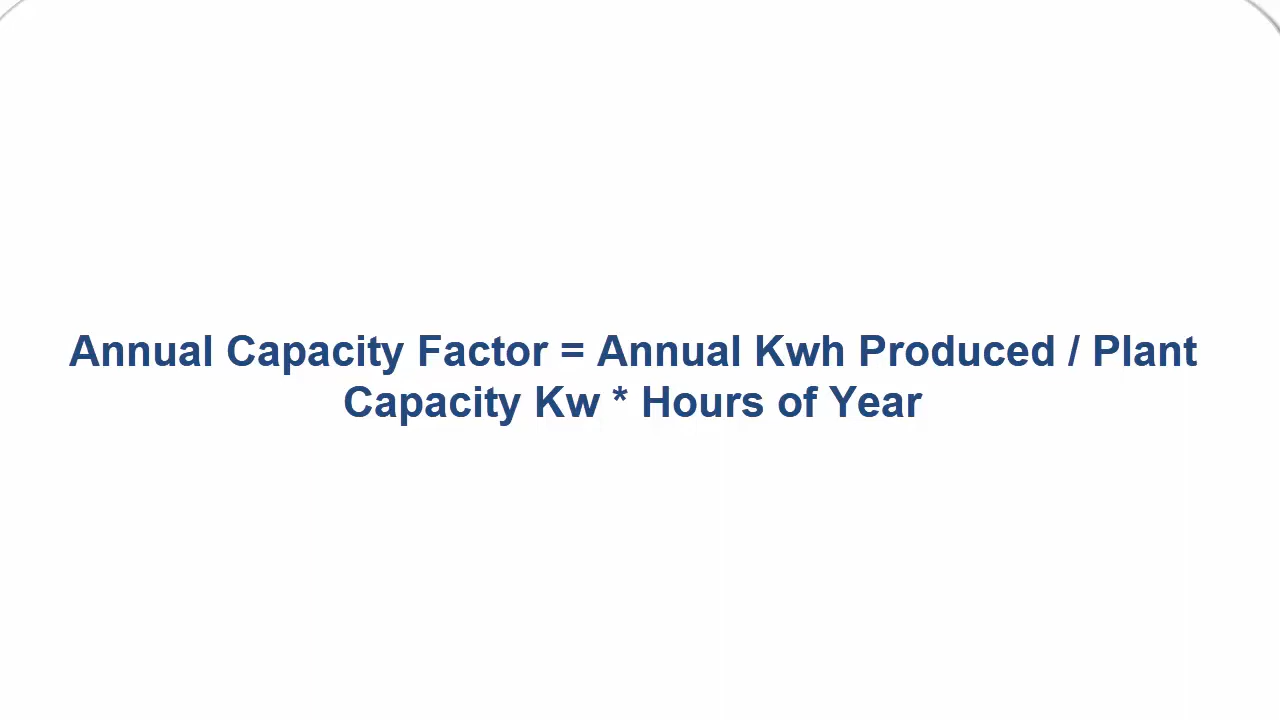 Annual Capacity Factor = Annual Kwh Produced / Plant
Capacity Kw * Hours of Year